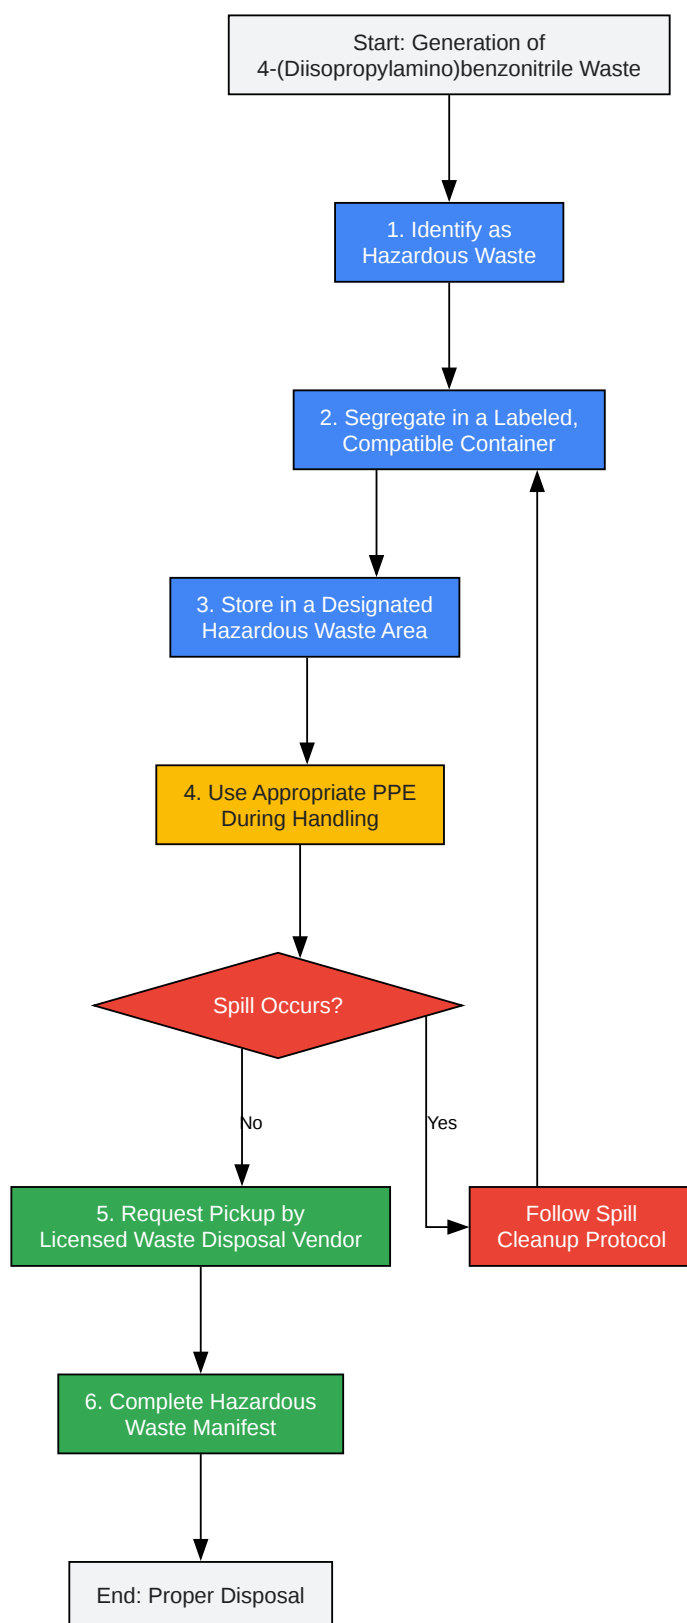 Start: Generation of
4-(Diisopropylamino)benzonitrile Waste
1. Identify as
Hazardous Waste
2. Segregate in a Labeled,
Compatible Container
3. Store in a Designated
Hazardous Waste Area
4. Use Appropriate PPE
During Handling
Spill Occurs?
No
Yes
5. Request Pickup by
Licensed Waste Disposal Vendor
Follow Spill
Cleanup Protocol
6. Complete Hazardous
Waste Manifest
End: Proper Disposal